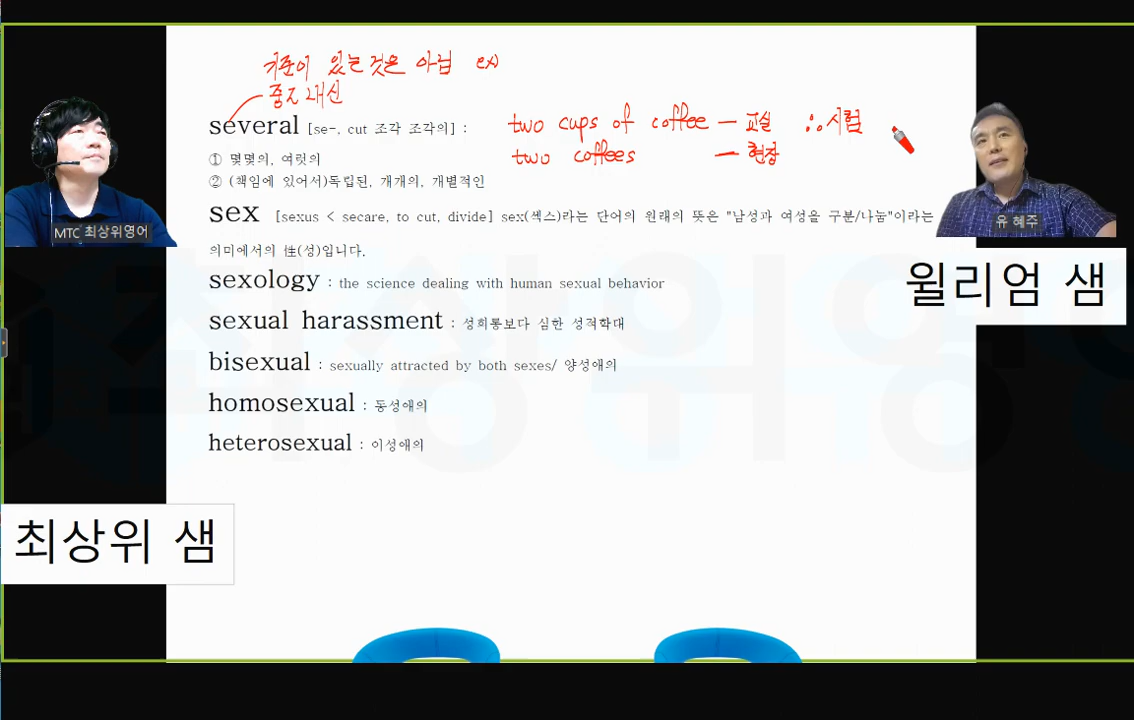 기준이 있는 것은 아님 ex)
중고 내신
several [se-, cut 조각 조각의] :
two cups of coffee - 교실 ∴ 시험
① 몇몇의, 여럿의
two coffees - 현장
② (책임에 있어서)독립된, 개개의, 개별적인
sex [sexus < secare, to cut, divide] sex(섹스)라는 단어의 원래의 뜻은 "남성과 여성을 구분/나눔"이라는
의미에서의 性(성)입니다.
MTC 최상위영어
유 혜주
sexology : the science dealing with human sexual behavior
윌리엄 샘
sexual harassment : 성희롱보다 심한 성적학대
bisexual : sexually attracted by both sexes/ 양성애의
homosexual : 동성애의
heterosexual : 이성애의
최상위 샘